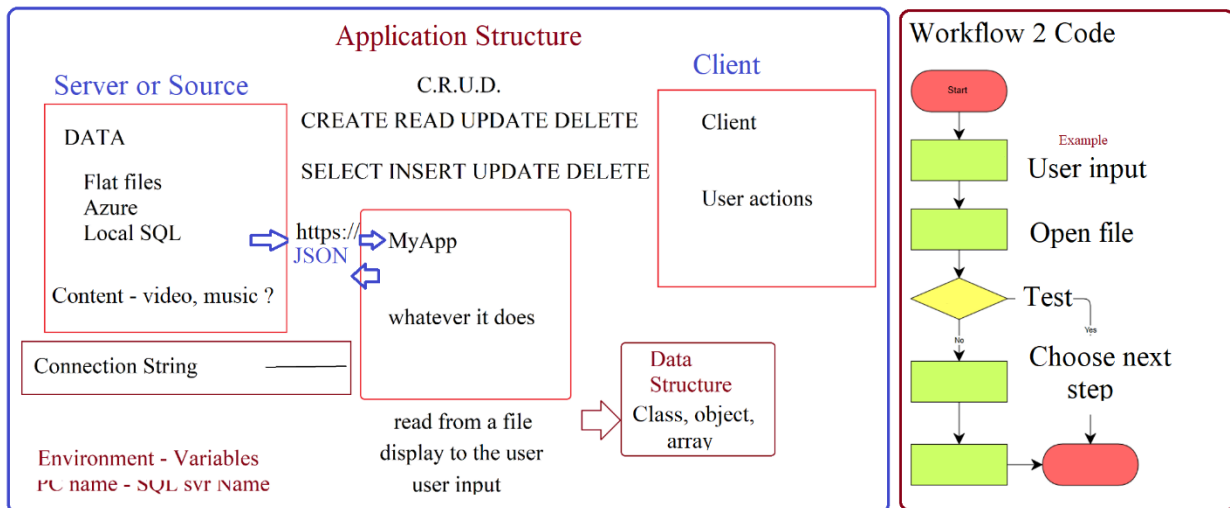 Application Structure
Server or Source
DATA
Flat files
Azure
Local SQL
Content - video, music ?
C.R.U.D.
CREATE READ UPDATE DELETE
SELECT INSERT UPDATE DELETE
https://
JSON
MyApp
whatever it does
Client
Client
User actions
Connection String
read from a file
display to the user
user input
Data
Structure
Class, object,
array
Environment - Variables
PC name - SQL svr Name
Workflow 2 Code
Start
Example
User input
Open file
Test
Yes
No
Choose next
step